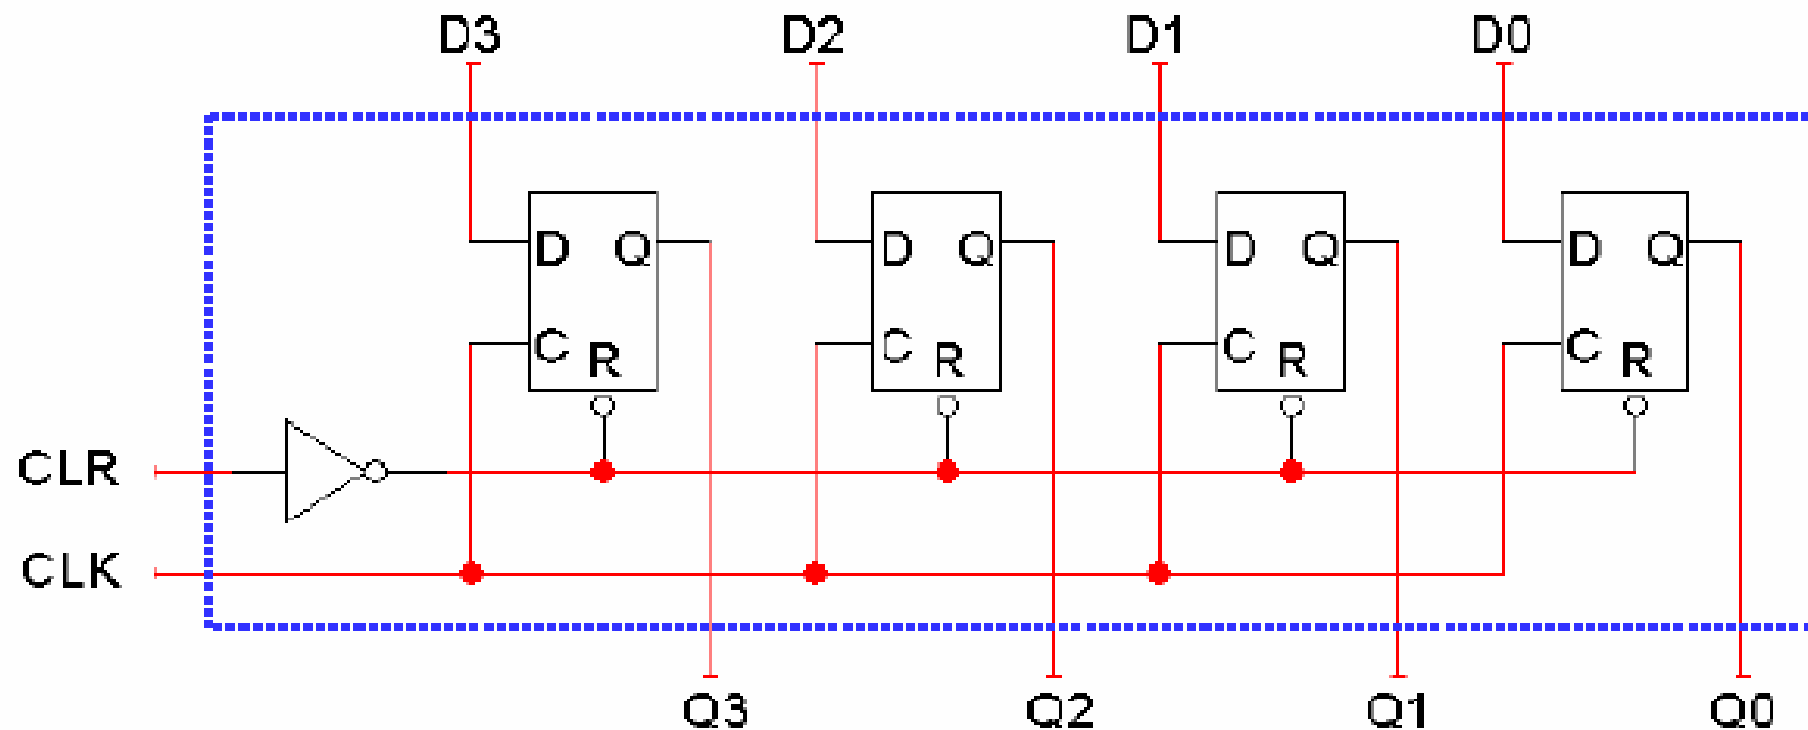 D3 D2 D1 D0
D Q D Q D Q D Q
C R C R C R C R
CLR
CLK
Q3 Q2 Q1 Q0